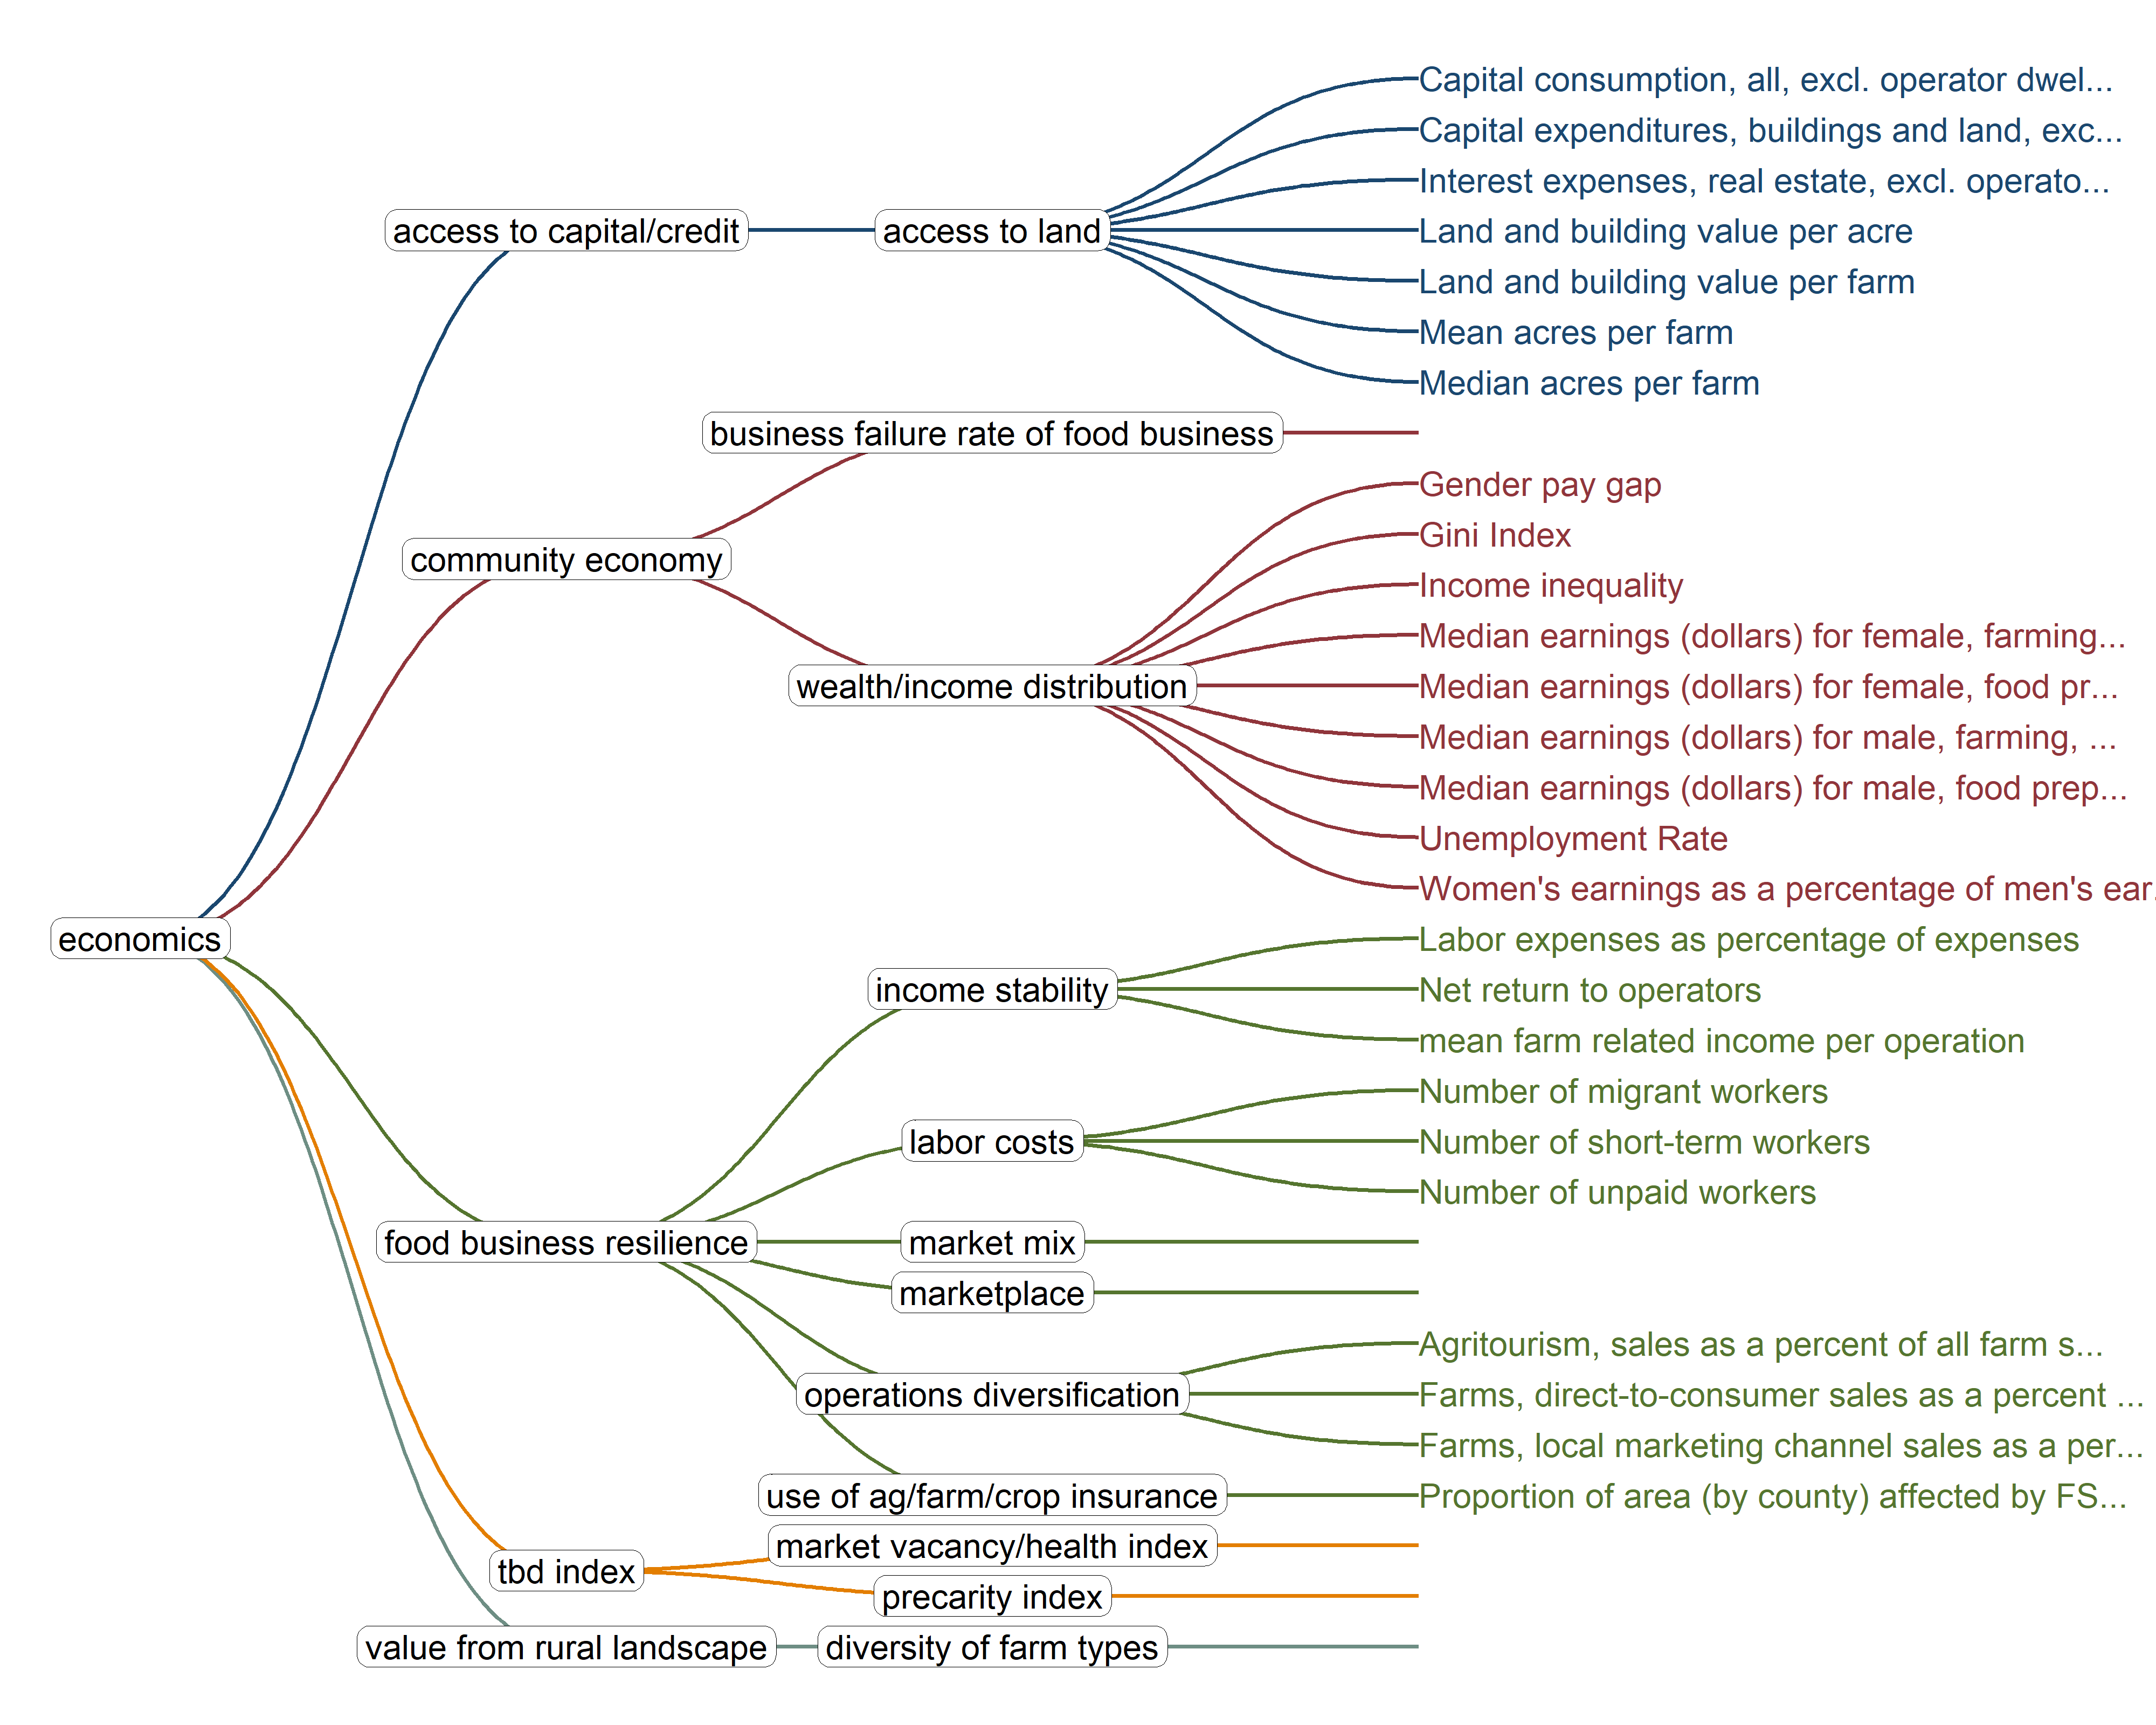 Capital consumption, all, excl. operator dwel...
Capital expenditures, buildings and land, exc...
Interest expenses, real estate, excl. operato...
access to capital/credit
access to land
Land and building value per acre
Land and building value per farm
Mean acres per farm
Median acres per farm
business failure rate of food business
Gender pay gap
Gini Index
community economy
Income inequality
Median earnings (dollars) for female, farming...
wealth/income distribution
Median earnings (dollars) for female, food pr...
Median earnings (dollars) for male, farming, ...
Median earnings (dollars) for male, food prep...
Unemployment Rate
Women's earnings as a percentage of men's ear.
economics
Labor expenses as percentage of expenses
income stability
Net return to operators
mean farm related income per operation
Number of migrant workers
labor costs
Number of short-term workers
Number of unpaid workers
food business resilience
market mix
marketplace
Agritourism, sales as a percent of all farm s...
operations diversification
Farms, direct-to-consumer sales as a percent ...
Farms, local marketing channel sales as a per...
use of ag/farm/crop insurance
Proportion of area (by county) affected by FS...
market vacancy/health index
tbd index
precarity index
value from rural landscape
diversity of farm types